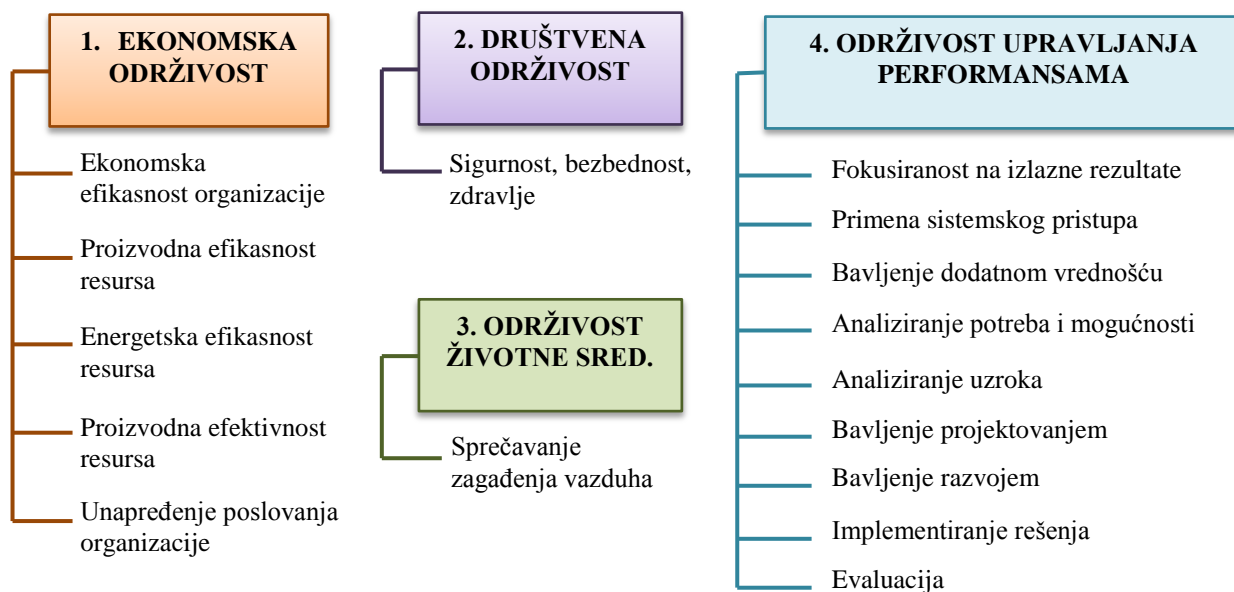 1. EKONOMSKA
ODRŽIVOST
Ekonomska
efikasnost organizacije
Proizvodna efikasnost
resursa
Energetska efikasnost
resursa
Proizvodna efektivnost
resursa
Unapređenje poslovanja
organizacije
2. DRUŠTVENA
ODRŽIVOST
Sigurnost, bezbednost,
zdravlje
3. ODRŽIVOST
ŽIVOTNE SRED.
Sprečavanje
zagađenja vazduha
4. ODRŽIVOST UPRAVLJANJA
PERFORMANSAMA
Fokusiranost na izlazne rezultate
Primena sistemskog pristupa
Bavljenje dodatnom vrednošću
Analiziranje potreba i mogućnosti
Analiziranje uzroka
Bavljenje projektovanjem
Bavljenje razvojem
Implementiranje rešenja
Evaluacija